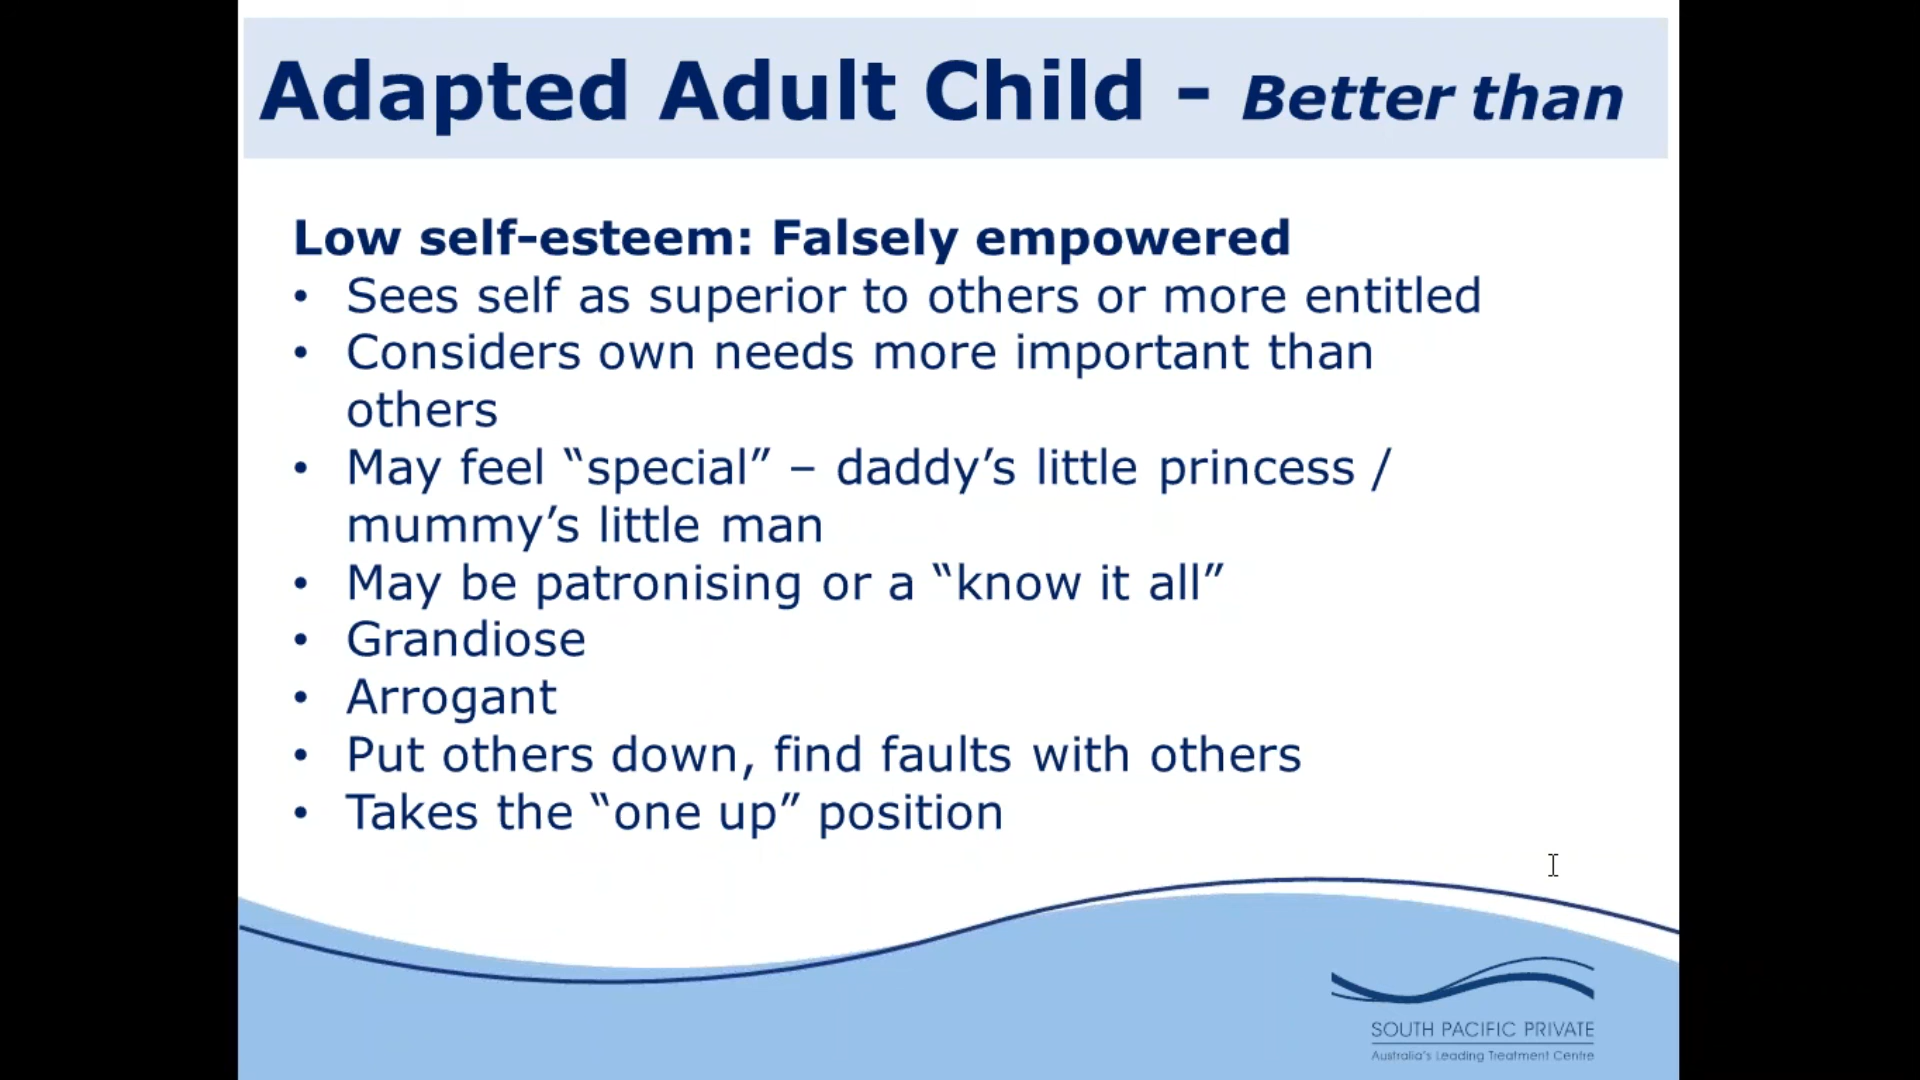 Adapted Adult Child - Better than
Low self-esteem: Falsely empowered
• Sees self as superior to others or more entitled
• Considers own needs more important than
others
• May feel “special” – daddy’s little princess /
mummy’s little man
• May be patronising or a “know it all”
• Grandiose
• Arrogant
• Put others down, find faults with others
• Takes the “one up” position
SOUTH PACIFIC PRIVATE
Australia’s Leading Treatment Centre